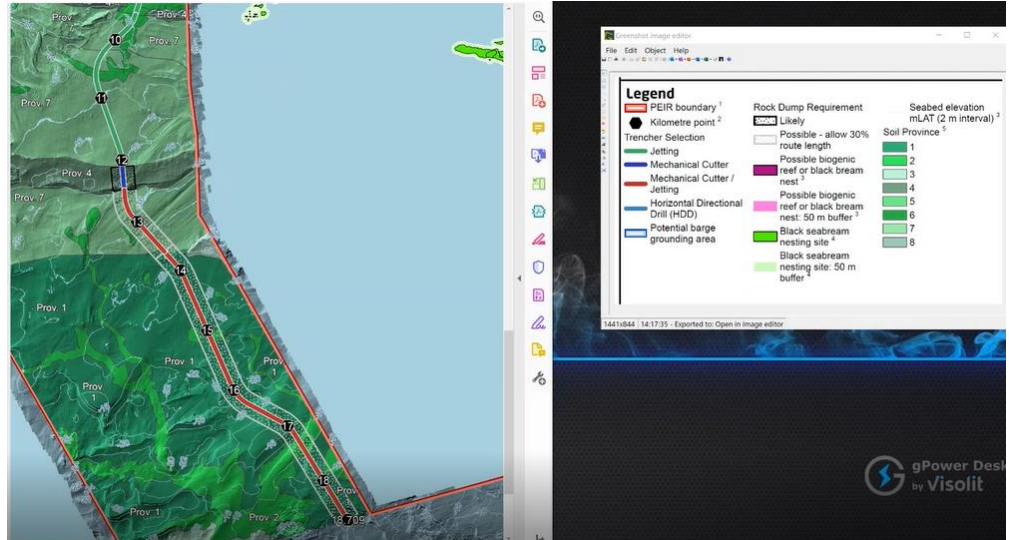 Prov. 4
10
Prov. 7
11
Prov. 7
12
Prov. 4
Prov. 7
13
14
Prov. 1
15
Prov. 1
Prov. 1
Prov. 1
16
17
18
Prov.
Prov. 1
Prov. 2
18.709
Greenshot image editor
File Edit Object Help
Legend
PEIR boundary 1
Kilometre point 2
Trencher Selection
Jetting
Mechanical Cutter
Mechanical Cutter /
Jetting
Horizontal Directional
Drill (HDD)
Potential barge
grounding area
Rock Dump Requirement
Likely
Possible - allow 30%
route length
Possible biogenic
reef or black bream
nest 3
Possible biogenic
reef or black bream
nest: 50 m buffer 3
Black seabream
nesting site 4
Black seabream
nesting site: 50 m
buffer 4
Seabed elevation
mLAT (2 m interval) 3
Soil Province 5
1
2
3
4
5
6
7
8
1441x844 14:17:35 - Exported to: Open in image editor
gPower Desk
by Visolit